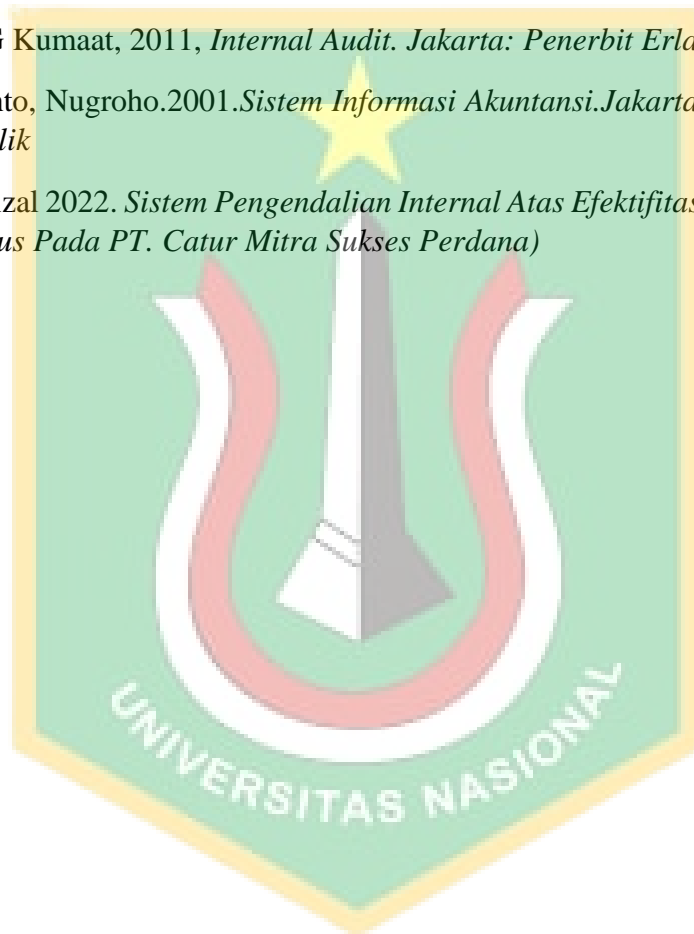 G Kumaat, 2011, Internal Audit. Jakarta: Penerbit Erla
nto, Nugroho.2001.Sistem Informasi Akuntansi.Jakarta
lik
zal 2022. Sistem Pengendalian Internal Atas Efektifitas
us Pada PT. Catur Mitra Sukses Perdana)
UNIVERSITAS NASIONAL